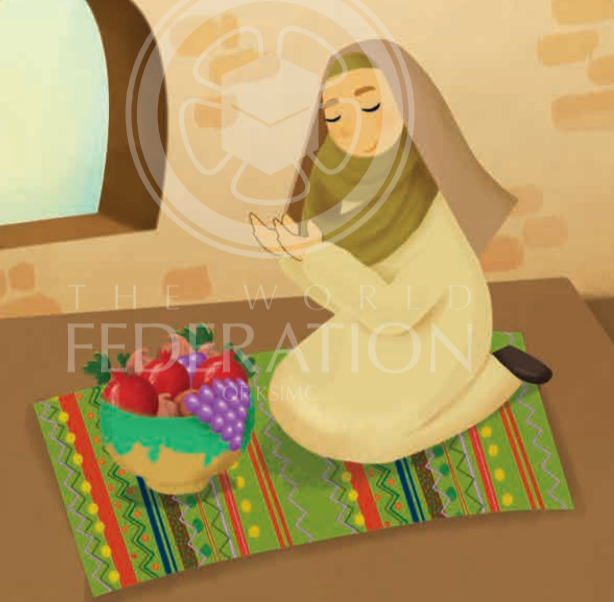 THE WORLD
FEDERATION
OF KSIMC